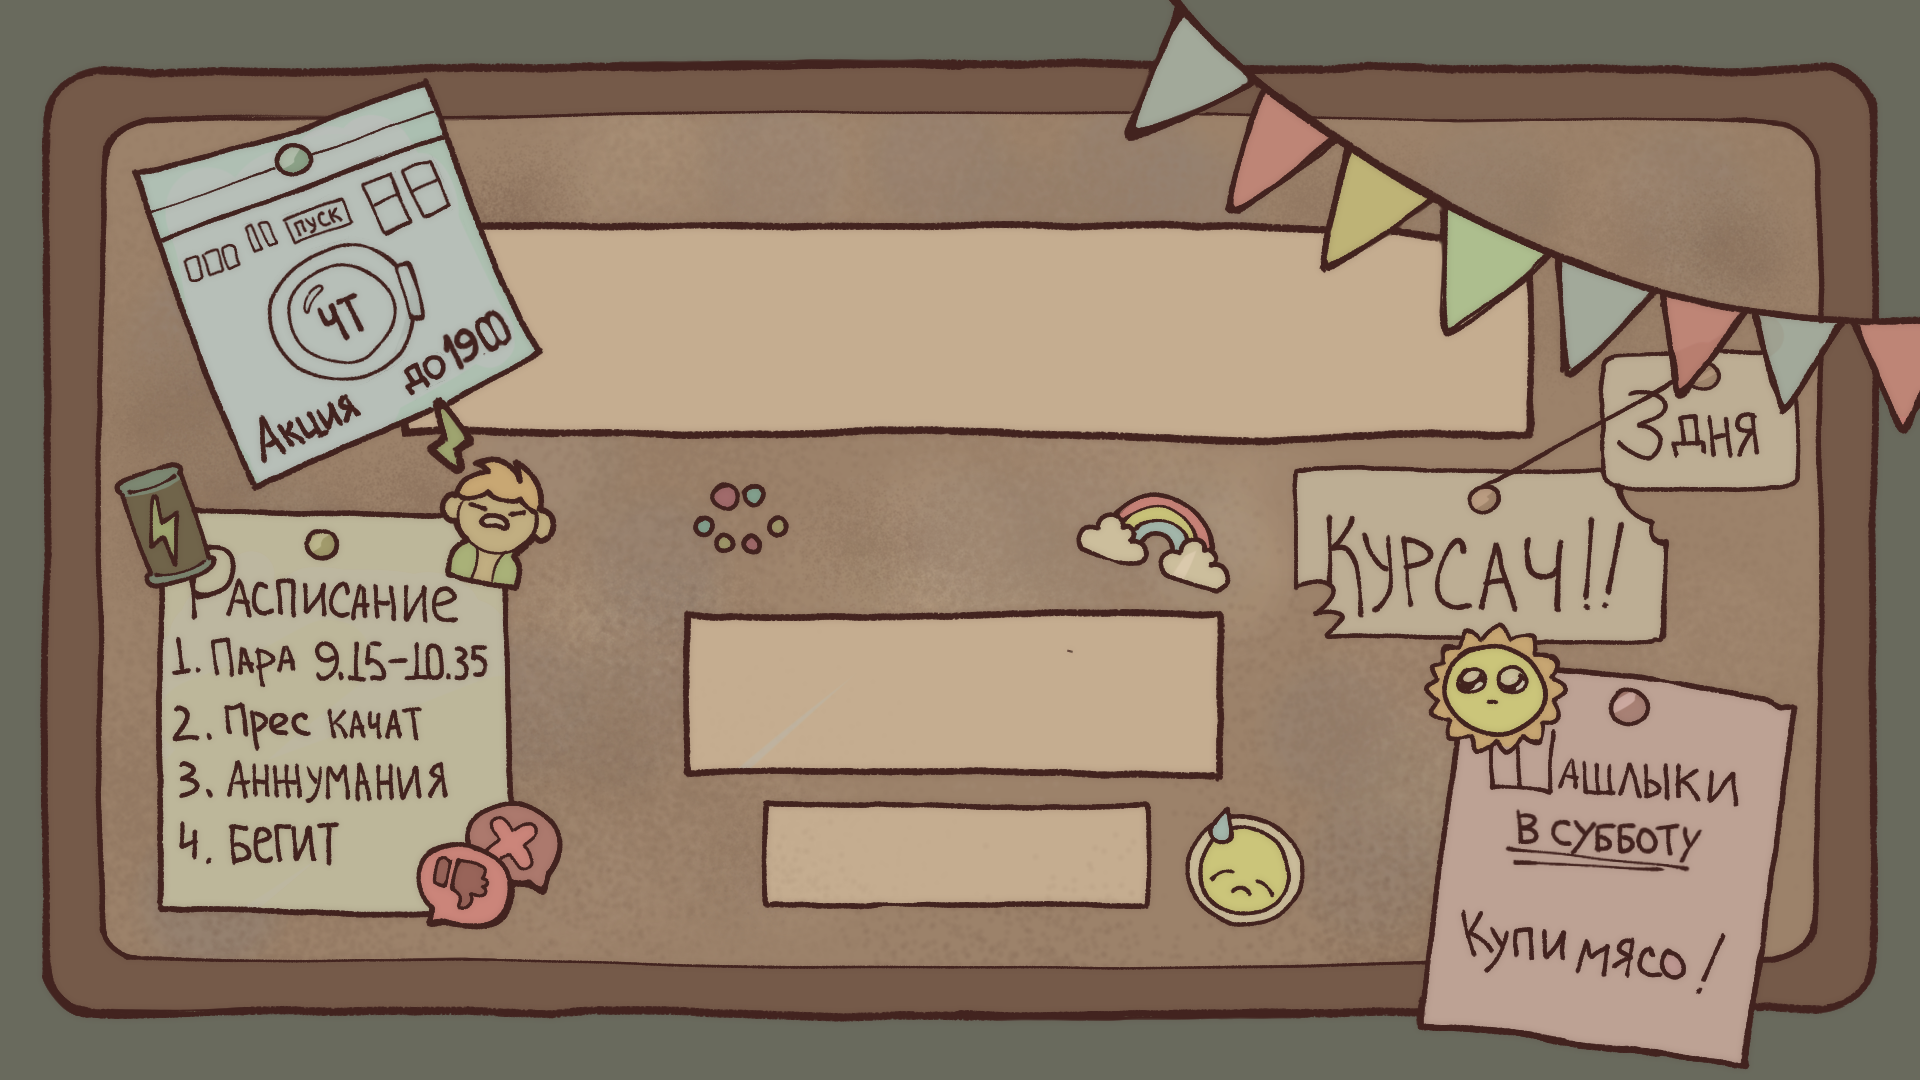 ПУСК
ЧТ
Акция до 19 00
3 ДНЯ
КУРСАЧ!!
РАСПИСАНИЕ
1. ПАРА 9.15-10.35
2. Прес КАЧАТ
3. АНЖУМАНИЯ
4. БЕГИТ
ШАШЛЫКИ
В СУББОТУ
Купи мясо!